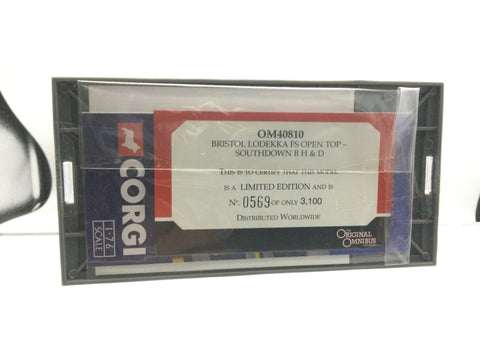 OM40810
BRISTOL LODEKKA FS OPEN TOP –
SOUTHDOWN B H & D
THIS IS TO CERTIFY THAT THIS MODEL
IS A LIMITED EDITION AND IS
Nº. 0569 OF ONLY 3,100
DISTRIBUTED WORLDWIDE
THE
ORIGINAL
OMNIBUS
CORGI
1:76
SCALE